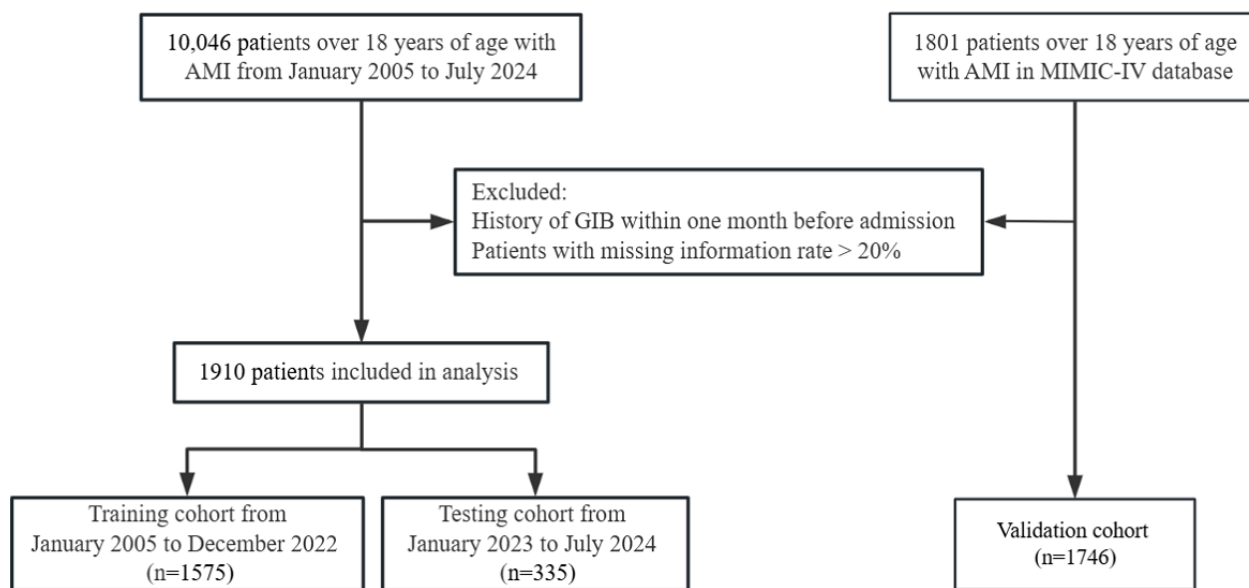 10,046 patients over 18 years of age with
AMI from January 2005 to July 2024
1801 patients over 18 years of age
with AMI in MIMIC-IV database
Excluded:
History of GIB within one month before admission
Patients with missing information rate > 20%
1910 patients included in analysis
Training cohort from
January 2005 to December 2022
(n=1575)
Testing cohort from
January 2023 to July 2024
(n=335)
Validation cohort
(n=1746)